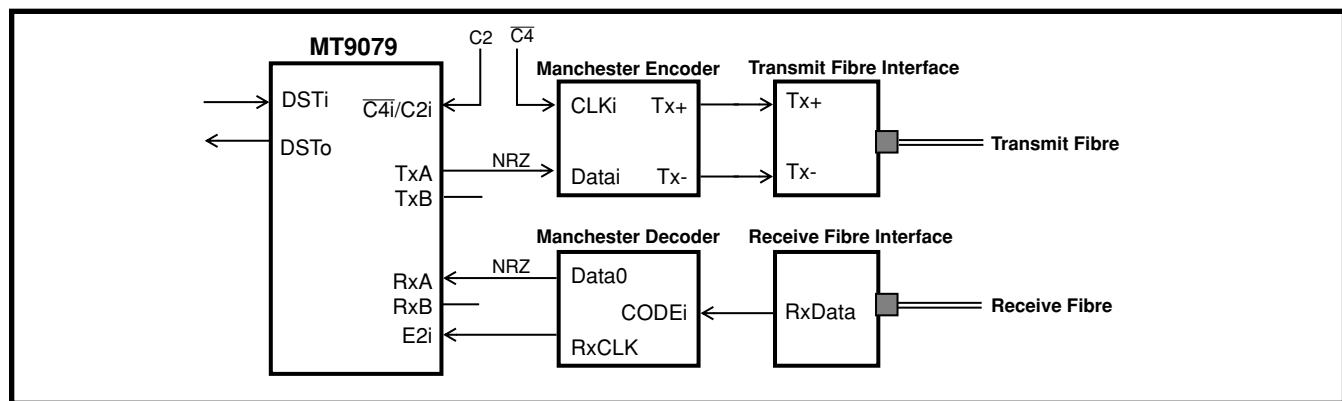 C2
C4
MT9079
Manchester Encoder
Transmit Fibre Interface
DSTi
C4i/C2i
DSTo
TxA
TxB
NRZ
CLKi
Tx+
Datai
Tx-
Tx+
Tx-
Transmit Fibre
Manchester Decoder
Receive Fibre Interface
RxA
RxB
E2i
NRZ
Data0
CODEi
RxCLK
RxData
Receive Fibre